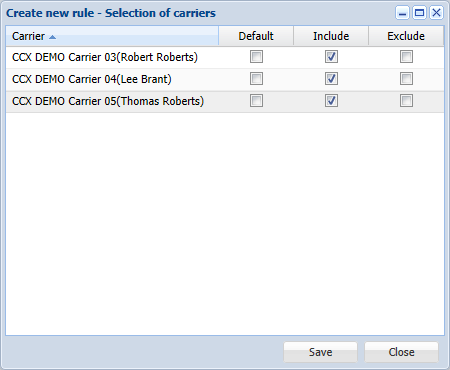 Create new rule - Selection of carriers
Carrier Default Include Exclude
CCX DEMO Carrier 03(Robert Roberts)
CCX DEMO Carrier 04(Lee Brant)
CCX DEMO Carrier 05(Thomas Roberts)
Save Close